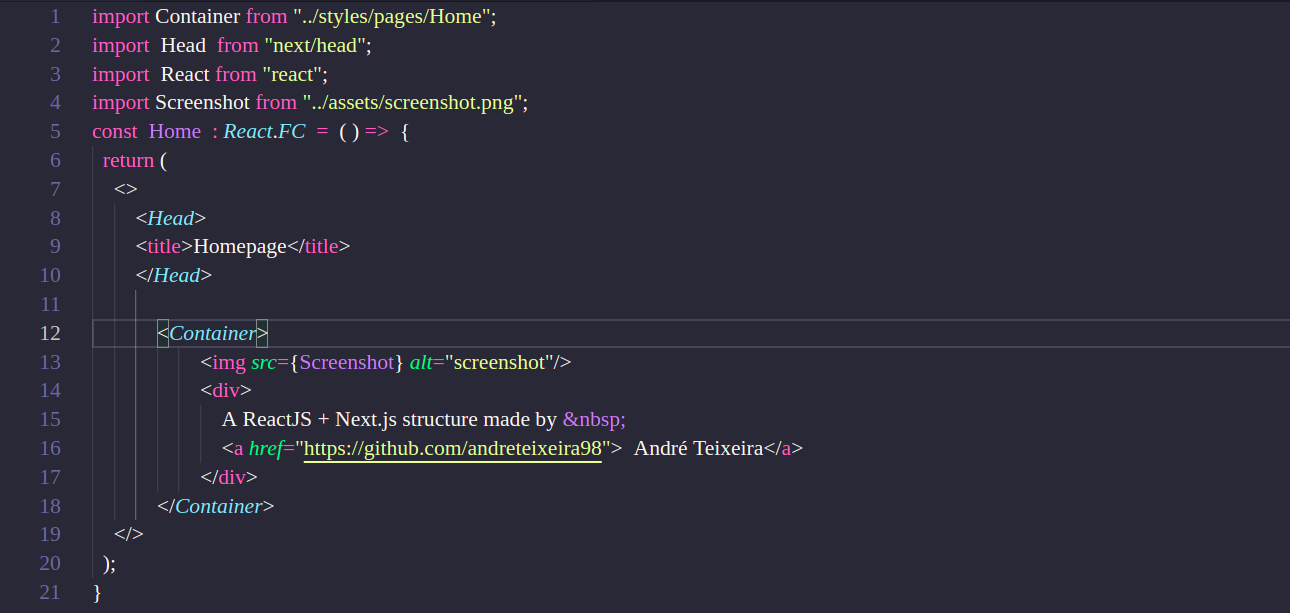 1 import Container from "../styles/pages/Home";
2 import  Head  from "next/head";
3 import  React from "react";
4 import Screenshot from "../assets/screenshot.png";
5 const  Home  : React.FC  =  ( ) =>  {
6 return (
7 <>
8 <Head>
9 <title>Homepage</title>
10 </Head>
11
12 <Container>
13 <img src={Screenshot} alt="screenshot"/>
14 <div>
15 A ReactJS + Next.js structure made by &nbsp;
16 <a href="https://github.com/andreteixeira98">  André Teixeira</a>
17 </div>
18 </Container>
19 </>
20 );
21 }